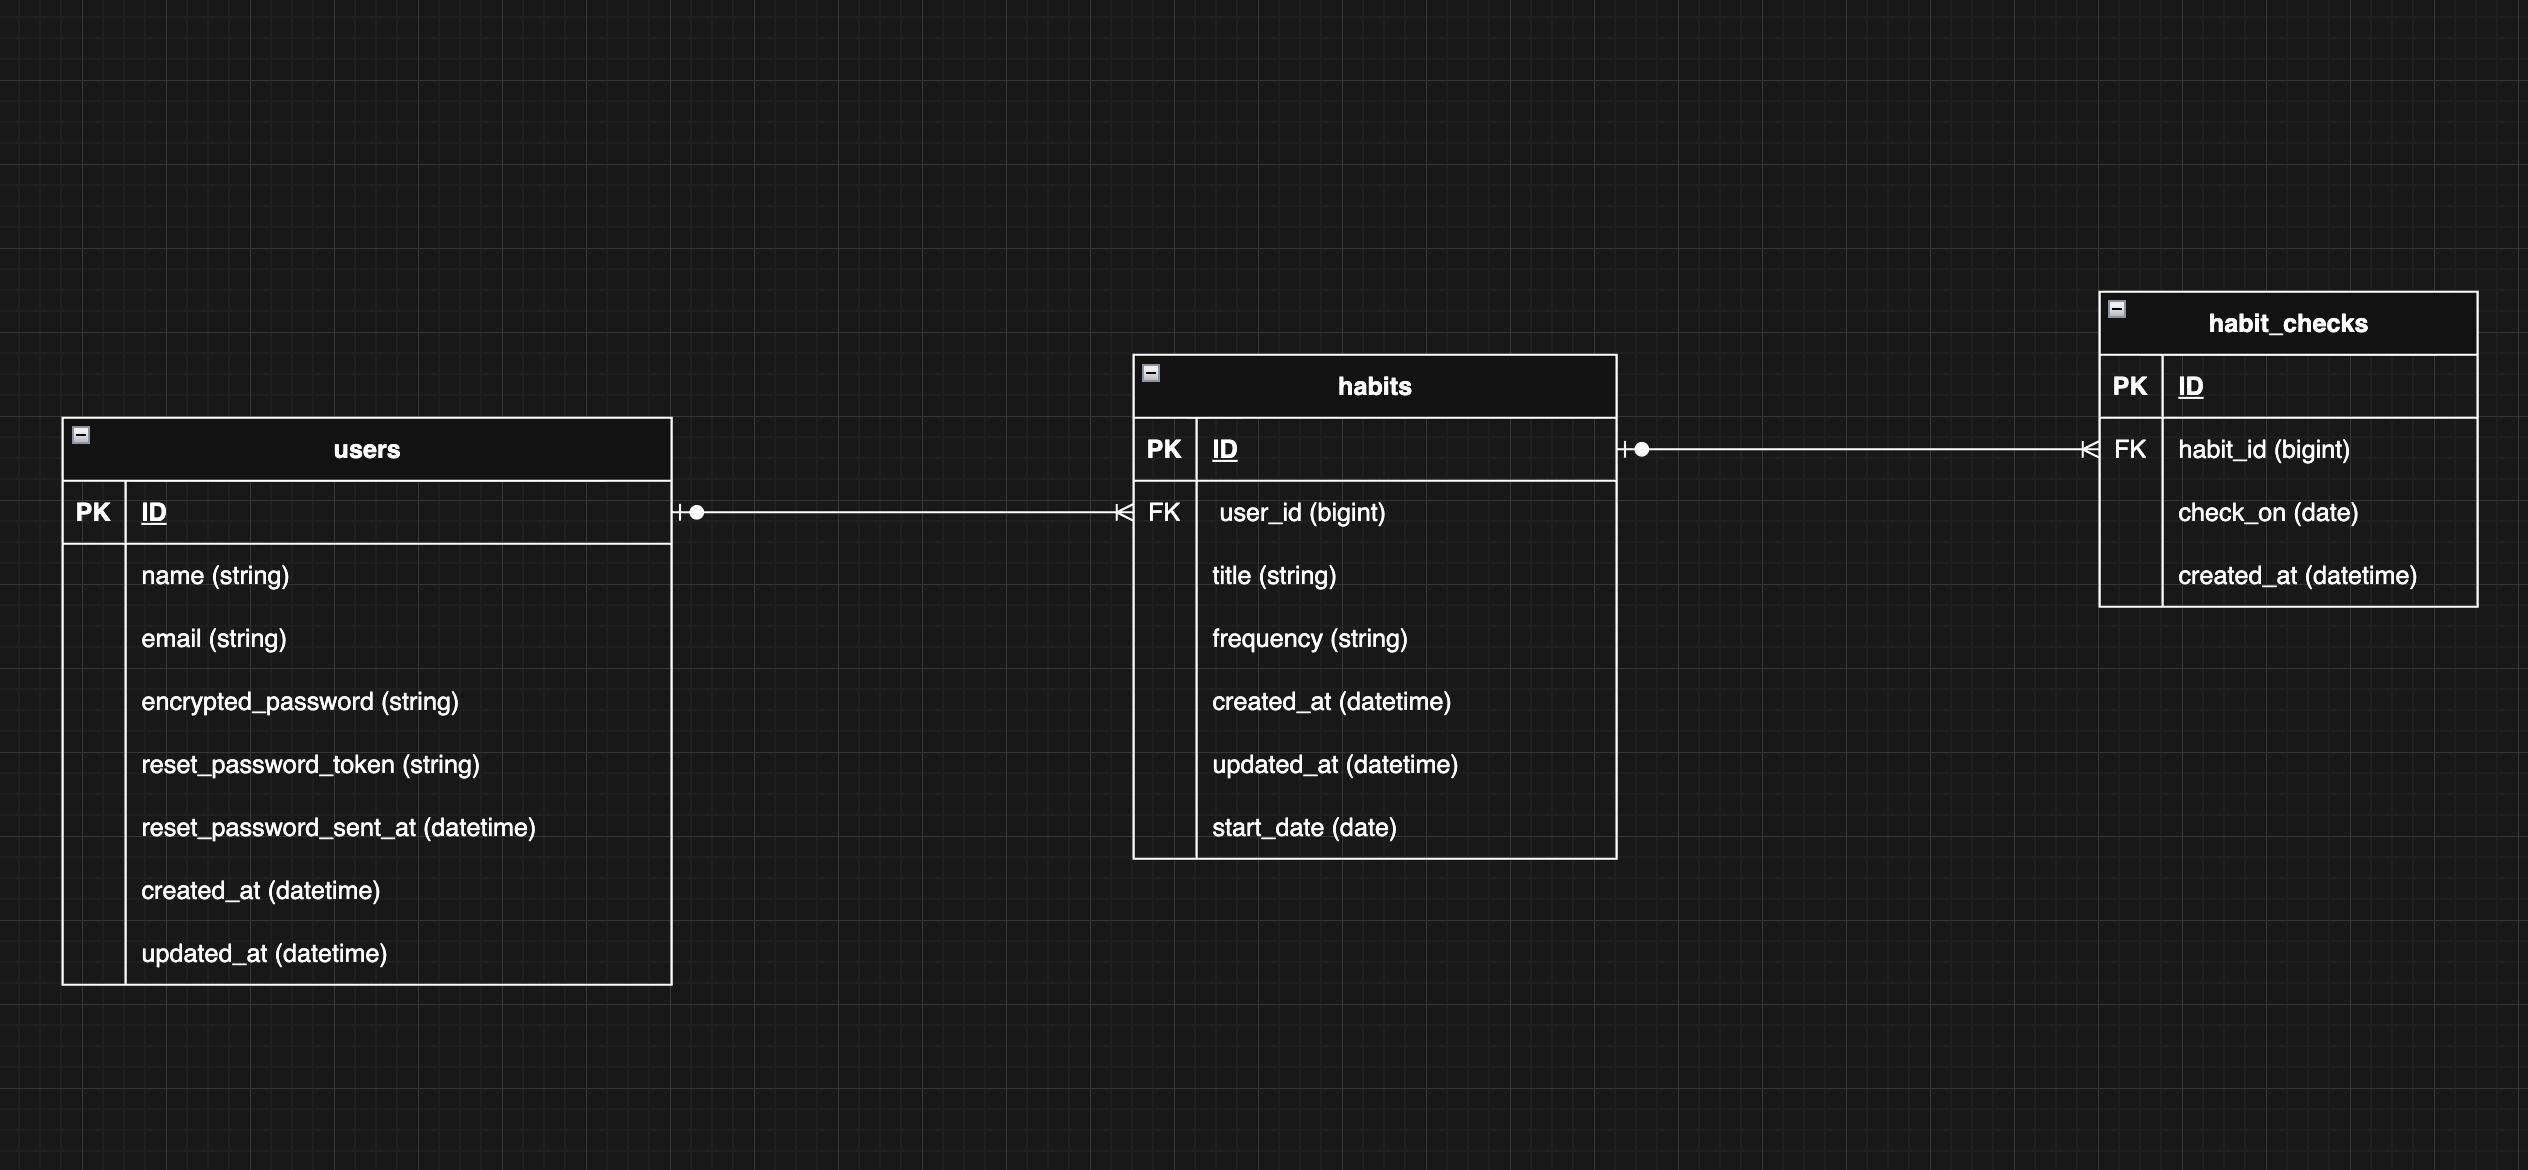 users
PK ID
name (string)
email (string)
encrypted_password (string)
reset_password_token (string)
reset_password_sent_at (datetime)
created_at (datetime)
updated_at (datetime)
habits
PK ID
FK user_id (bigint)
title (string)
frequency (string)
created_at (datetime)
updated_at (datetime)
start_date (date)
habit_checks
PK ID
FK habit_id (bigint)
check_on (date)
created_at (datetime)